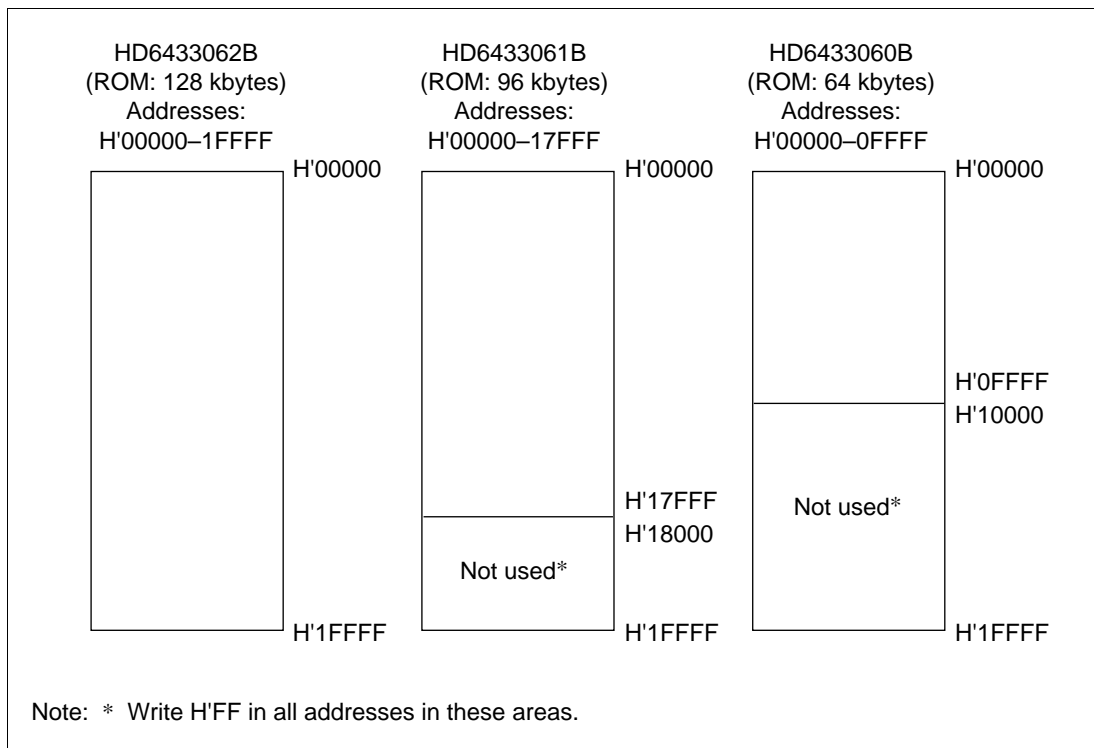 HD6433062B
(ROM: 128 kbytes)
Addresses:
H'00000–1FFFF
H'00000
H'1FFFF
HD6433061B
(ROM: 96 kbytes)
Addresses:
H'00000–17FFF
H'00000
H'17FFF
H'18000
Not used*
H'1FFFF
HD6433060B
(ROM: 64 kbytes)
Addresses:
H'00000–0FFFF
H'00000
H'0FFFF
H'10000
Not used*
H'1FFFF
Note: * Write H'FF in all addresses in these areas.